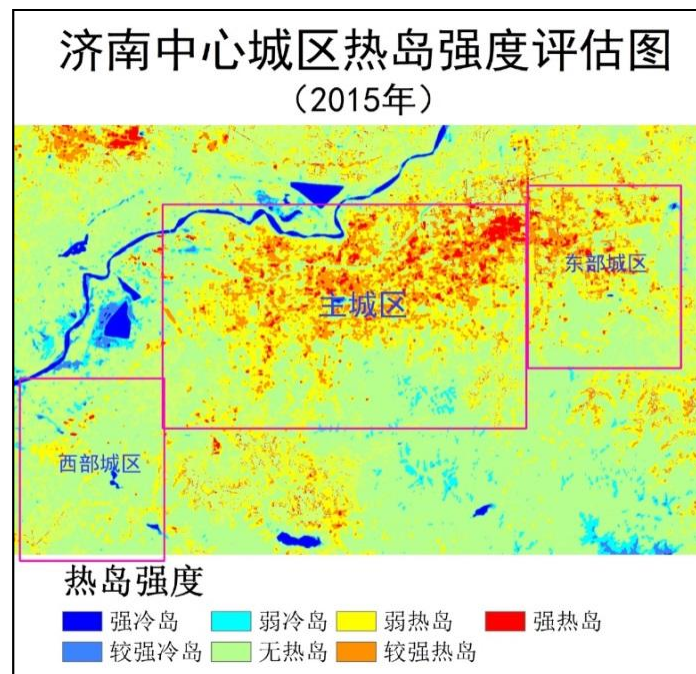 济南中心城区热岛强度评估图
（2015年）
东部城区
主城区
西部城区
热岛强度
强冷岛 弱冷岛 弱热岛 强热岛
较强冷岛 无热岛 较强热岛